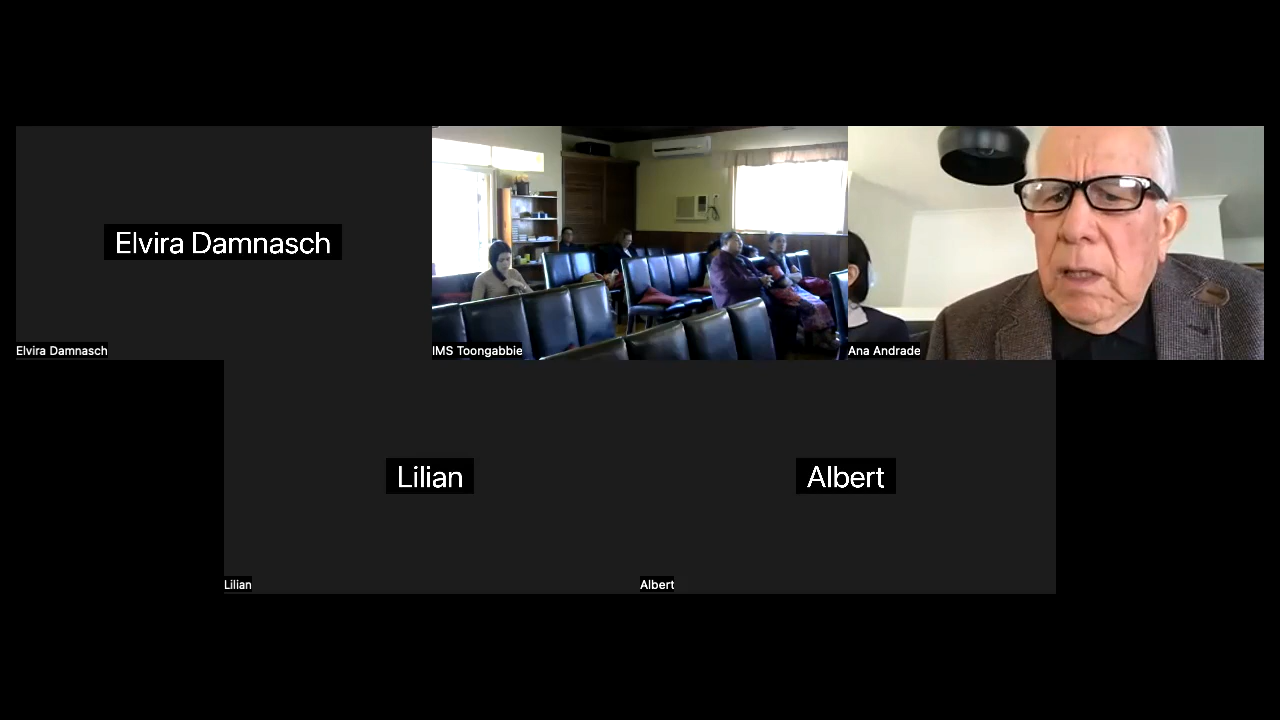 Elvira Damnasch
Elvira Damnasch
IMS Toongabbie
Ana Andrade
Lilian
Albert
Lilian
Albert